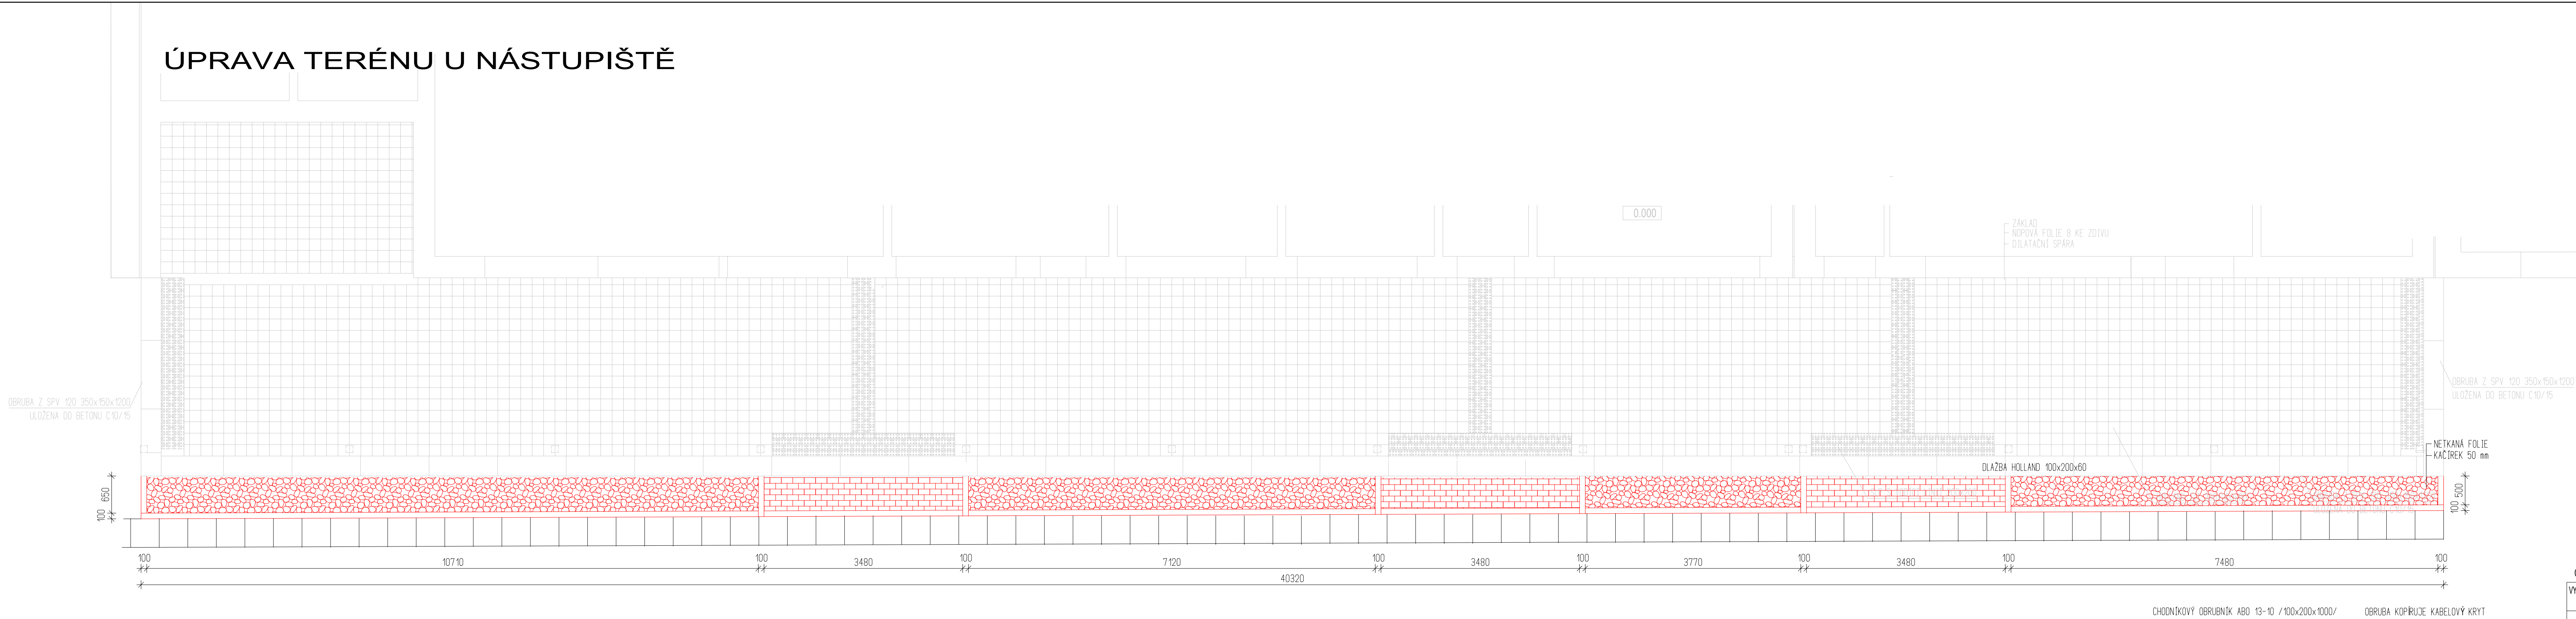 ÚPRAVA TERÉNU U NÁSTUPIŠTĚ
0.000
ZÁKLAD
NOPOVÁ FOLIE 8 KE ZDIVU
DILATAČNÍ SPÁRA
OBRUBA Z SPV 120 350x150x1200
ULOŽENA DO BETONU C10/15
OBRUBA Z SPV 120 350x150x1200
ULOŽENA DO BETONU C10/15
NETKANÁ FOLIE
KAČÍREK 50 mm
DLAŽBA HOLLAND 100x200x60
650
100
500
100
100 10710 100 3480 100 7120 100 3480 100 3770 100 3480 100 7480 100
40320
CHODNÍKOVÝ OBRUBNÍK ABO 13-10 /100x200x1000/ OBRUBA KOPÍRUJE KABELOVÝ KRYT